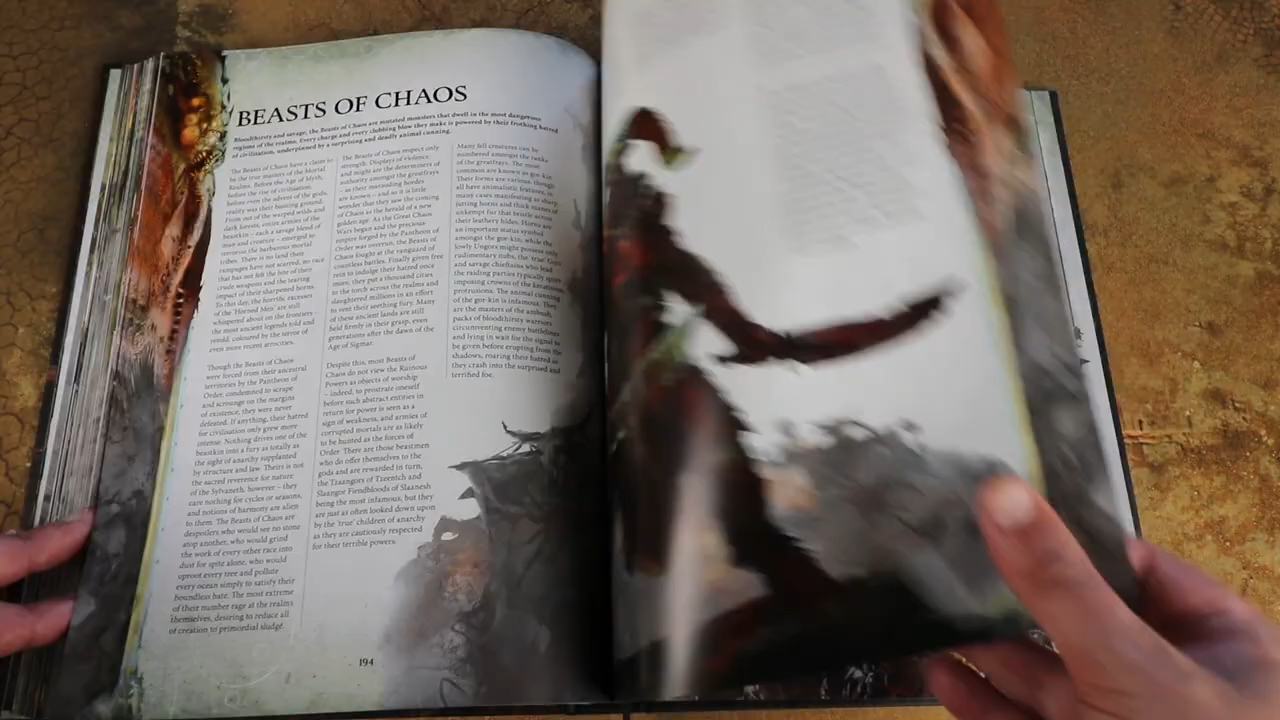 BEASTS OF CHAOS
Bloodthirsty and savage, the Beasts of Chaos are mutated monsters that dwell in the most dangerous
regions of the realms. Every charge and every clubbing blow they make is powered by their frothing hatred
of civilisation, underpinned by a surprising and deadly animal cunning.
The Beasts of Chaos have a claim to
be the true masters of the Mortal
Realms. Before the Age of Myth,
before the rise of civilisation,
before even the advent of the gods,
reality was their hunting ground.
From out of the warped wilds and
dark forests, entire armies of the
beastkin – each a savage blend of
man and creature – emerged to
terrorise the barbarous mortal
tribes. There is no land their
rampages have not scarred, no race
that has not felt the bite of their
crude weapons and the tearing
impact of their sharpened horns.
To this day, the horrific excesses
of the 'Horned Men' are still
whispered about on the frontiers –
the most ancient legends told and
retold, coloured by the terror of
even more recent atrocities.
Though the Beasts of Chaos
were forced from their ancestral
territories by the Pantheon of
Order, condemned to scrape
and scrounge on the margins
of existence, they were never
defeated. If anything, their hatred
for civilisation only grew more
intense. Nothing drives one of the
beastkin into a fury as totally as
the sight of anarchy supplanted
by structure and law. Theirs is not
the sacred reverence for nature
of the Sylvaneth, however – they
care nothing for cycles or seasons,
and notions of harmony are alien
to them. The Beasts of Chaos are
despoilers who would see no stone
atop another, who would grind
the work of every other race into
dust for spite alone, who would
uproot every tree and pollute
every ocean simply to satisfy their
boundless hate. The most extreme
of their number rage at the realms
themselves, desiring to reduce all
of creation to primordial sludge.
The Beasts of Chaos respect only
strength. Displays of violence
and might are the determiners of
authority amongst the greatfrays
– as their marauding hordes
are known – and so it is little
wonder that they saw the coming
of Chaos as the herald of a new
golden age. As the Great Chaos
Wars began and the precious
empire forged by the Pantheon of
Order was overrun, the Beasts of
Chaos fought at the vanguard of
countless battles. Finally given free
rein to indulge their hatred once
more, they put a thousand cities
to the torch across the realms and
slaughtered millions in an effort
to vent their seething fury. Many
of these ancient lands are still
held firmly in their grasp, even
generations after the dawn of the
Age of Sigmar.
Despite this, most Beasts of
Chaos do not view the Ruinous
Powers as objects of worship
– indeed, to prostrate oneself
before such abstract entities in
return for power is seen as a
sign of weakness, and armies of
corrupted mortals are as likely
to be hunted as the forces of
Order. There are those beastmen
who do offer themselves to the
gods and are rewarded in turn,
the Tzaangors of Tzeentch and
Slaangor Fiendbloods of Slaanesh
being the most infamous, but they
are just as often looked down upon
by the 'true' children of anarchy
as they are cautiously respected
for their terrible powers.
Many fell creatures can be
numbered amongst the ranks
of the greatfrays. The most
common are known as gor-kin.
Their forms are various, though
all have animalistic features, in
many cases manifesting as sharp,
jutting horns and thick manes of
unkempt fur that bristle across
their leathery hides. Horns are
an important status symbol
amongst the gor-kin; while the
lowly Ungors might possess only
rudimentary nubs, the 'true' Gors
and savage chieftains who lead
the raiding parties typically sport
imposing crowns of the keratinous
protrusions. The animal cunning
of the gor-kin is infamous. They
are the masters of the ambush,
packs of bloodthirsty warriors
circumventing enemy battlelines
and lying in wait for the signal to
be given before erupting from the
shadows, roaring their hatred as
they crash into the surprised and
terrified foe.
194